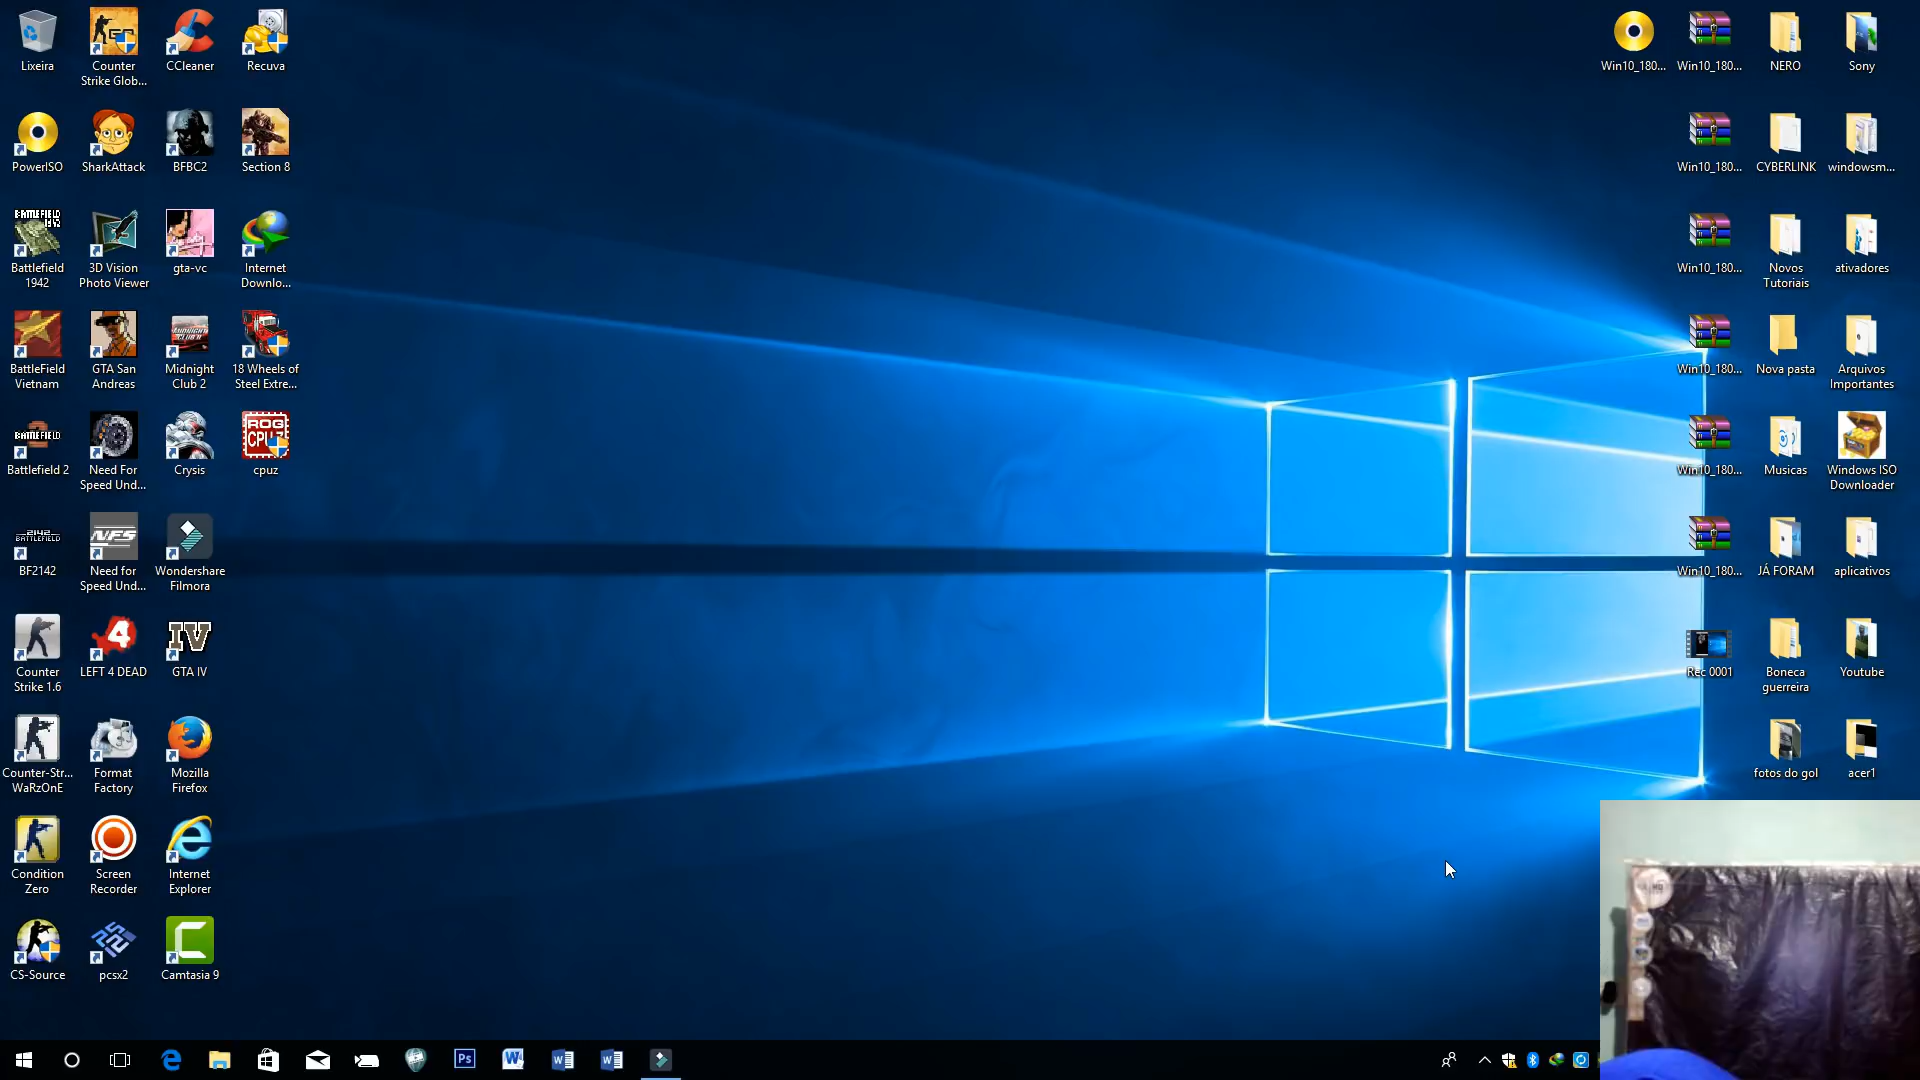 Lixeira
Counter
Strike Glob...
CCleaner
Recuva
PowerISO
SharkAttack
BFBC2
Section 8
Battlefield
1942
3D Vision
Photo Viewer
gta-vc
Internet
Downlo...
BattleField
Vietnam
GTA San
Andreas
Midnight
Club 2
18 Wheels of
Steel Extre...
Battlefield 2
Need For
Speed Und...
Crysis
cpuz
BF2142
Need for
Speed Und...
Wondershare
Filmora
Counter
Strike 1.6
LEFT 4 DEAD
GTA IV
Counter-Str...
WaRzOnE
Format
Factory
Mozilla
Firefox
Condition
Zero
Screen
Recorder
Internet
Explorer
CS-Source
pcsx2
Camtasia 9
Win10_180...
Win10_180...
NERO
Sony
Win10_180...
CYBERLINK
windowsm...
Win10_180...
Novos
Tutoriais
ativadores
Win10_180...
Nova pasta
Arquivos
Importantes
Win10_180...
Musicas
Windows ISO
Downloader
Win10_180...
JÁ FORAM
aplicativos
Rec 0001
Boneca
guerreira
Youtube
fotos do gol
acer1